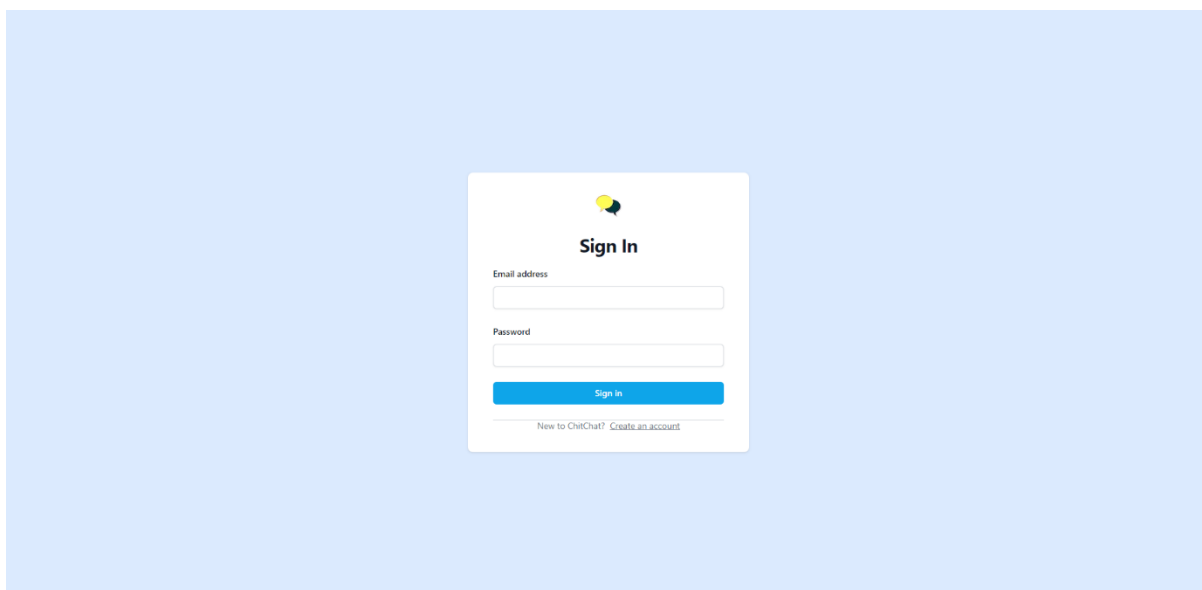 Sign In
Email address
Password
Sign in
New to ChitChat? Create an account